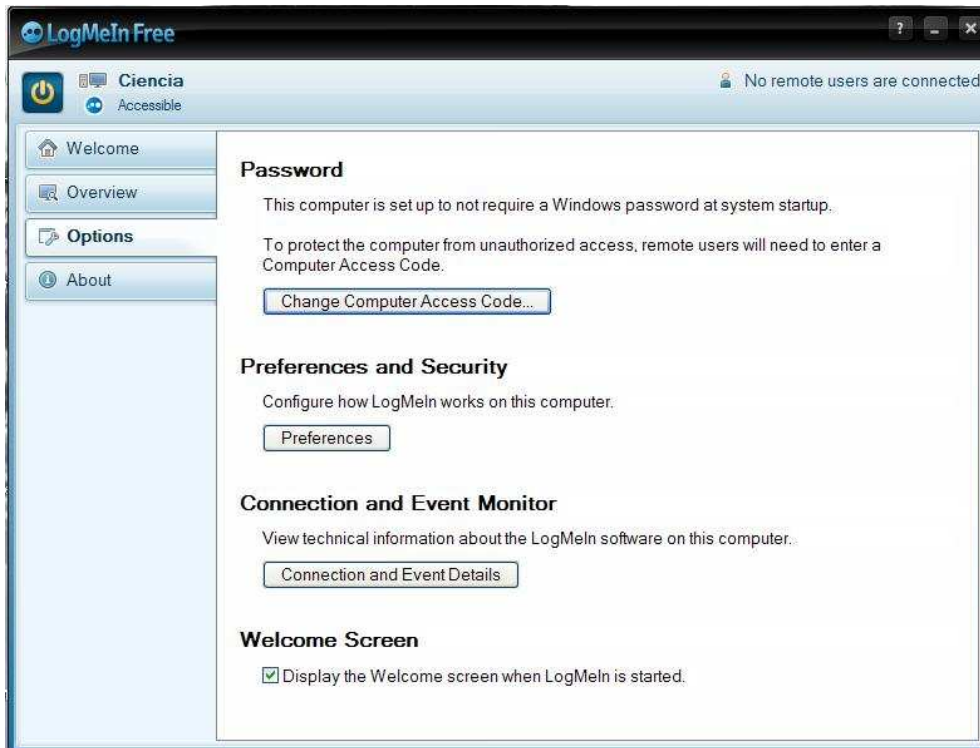 LogMeIn Free
?
Ciencia
Accessible
No remote users are connected
Welcome
Overview
Options
About
Password
This computer is set up to not require a Windows password at system startup.
To protect the computer from unauthorized access, remote users will need to enter a
Computer Access Code.
Change Computer Access Code...
Preferences and Security
Configure how LogMeIn works on this computer.
Preferences
Connection and Event Monitor
View technical information about the LogMeIn software on this computer.
Connection and Event Details
Welcome Screen
Display the Welcome screen when LogMeIn is started.